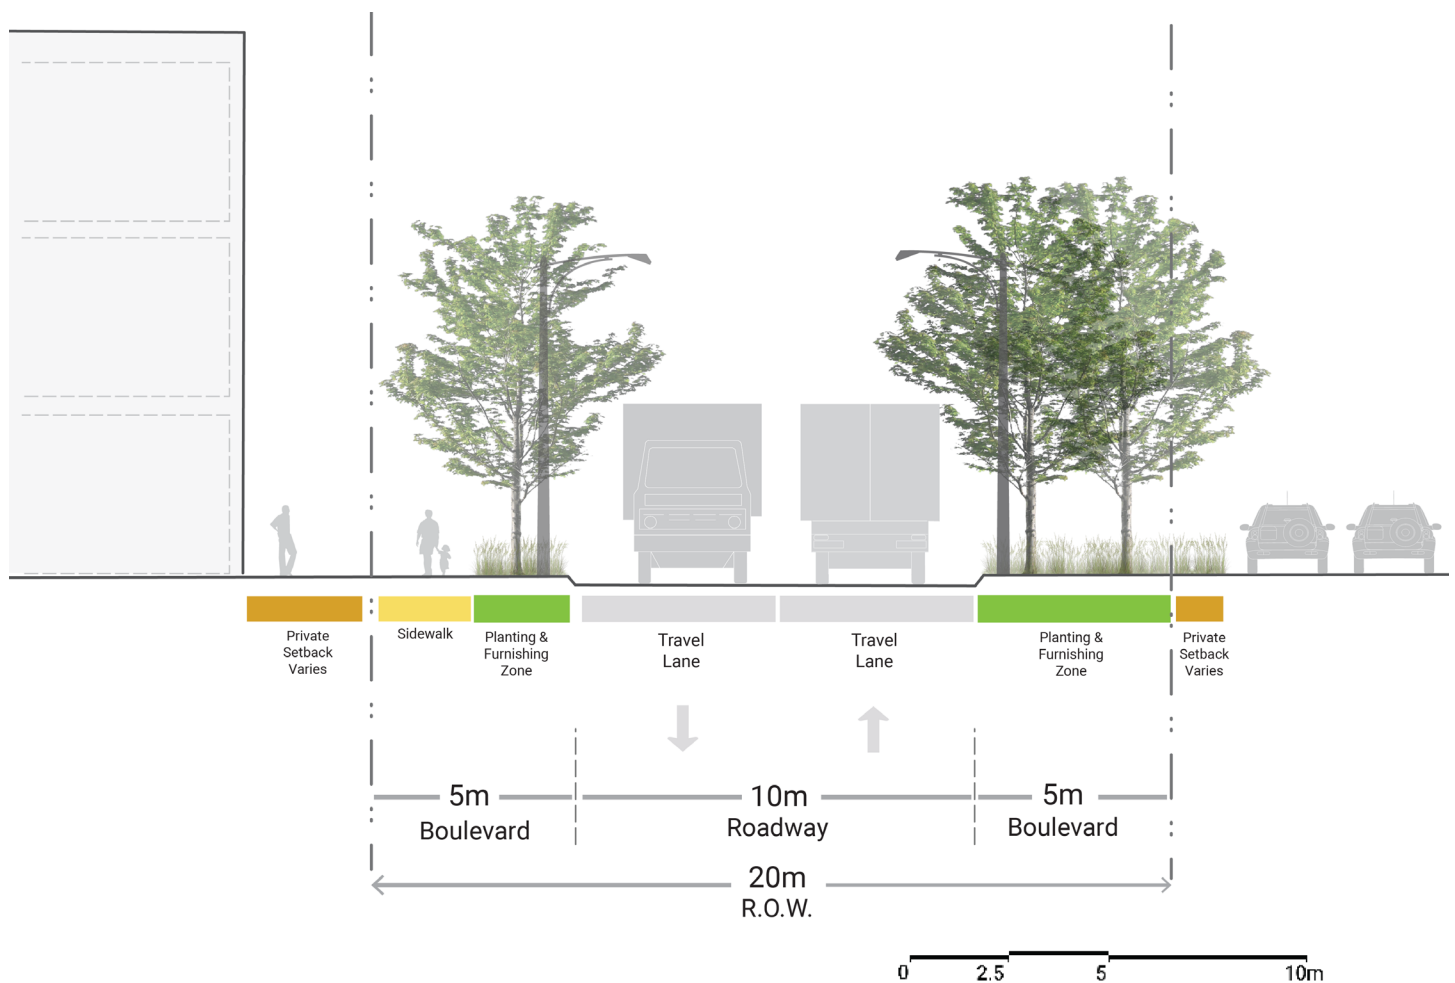 Private
Setback
Varies
Sidewalk
Planting &
Furnishing
Zone
Travel
Lane
Travel
Lane
Planting &
Furnishing
Zone
Private
Setback
Varies
5m
Boulevard
10m
Roadway
5m
Boulevard
20m
R.O.W.
0 2.5 5 10m